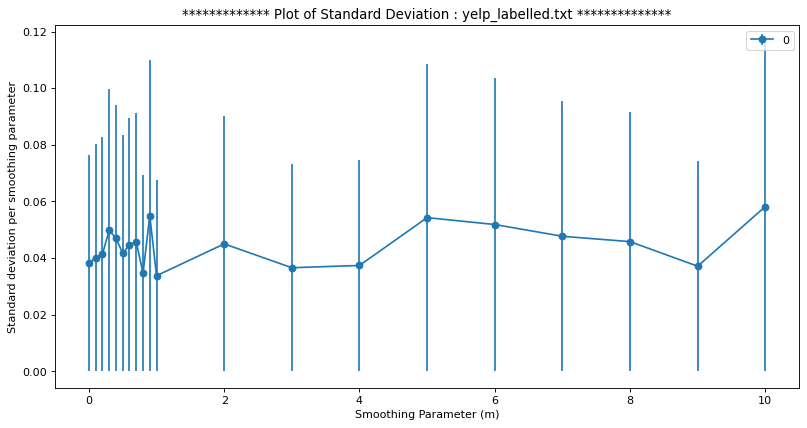 ************* Plot of Standard Deviation : yelp_labelled.txt **************
0
0.12
0.10
0.08
0.06
0.04
0.02
0.00
Standard deviation per smoothing parameter
0 2 4 6 8 10
Smoothing Parameter (m)